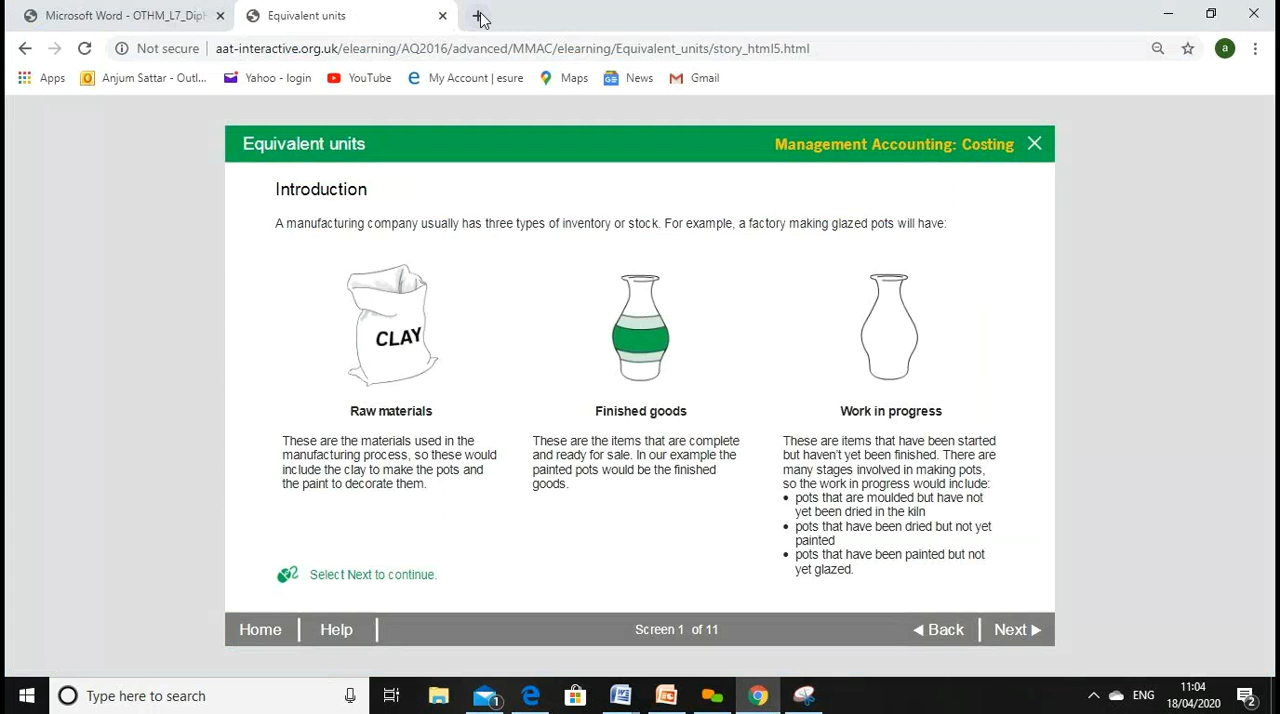 Microsoft Word - OTHM_L7_Dipl
Equivalent units
Not secure
aat-interactive.org.uk/elearning/AQ2016/advanced/MMAC/elearning/Equivalent_units/story_html5.html
a
Apps
Anjum Sattar - Outl...
Yahoo - login
YouTube
My Account | esure
Maps
News
Gmail
Equivalent units
Management Accounting: Costing
Introduction
A manufacturing company usually has three types of inventory or stock. For example, a factory making glazed pots will have:
CLAY
Raw materials
These are the materials used in the
manufacturing process, so these would
include the clay to make the pots and
the paint to decorate them.
Finished goods
These are the items that are complete
and ready for sale. In our example the
painted pots would be the finished
goods.
Work in progress
These are items that have been started
but haven't yet been finished. There are
many stages involved in making pots,
so the work in progress would include:
• pots that are moulded but have not
yet been dried in the kiln
• pots that have been dried but not yet
painted
• pots that have been painted but not
yet glazed.
Select Next to continue.
Home
Help
Screen 1 of 11
Back
Next
Type here to search
1
ENG
11:04
18/04/2020
2